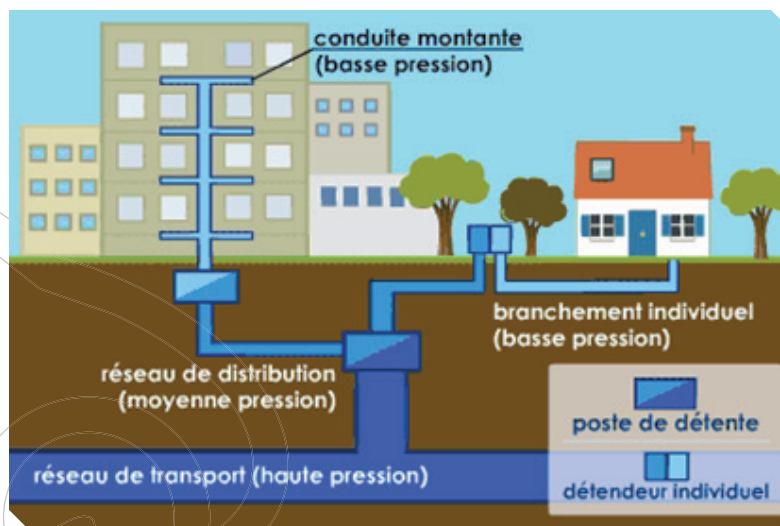 conduite montante
(basse pression)
branchement individuel
(basse pression)
réseau de distribution
(moyenne pression)
poste de détente
réseau de transport (haute pression)
détendeur individuel